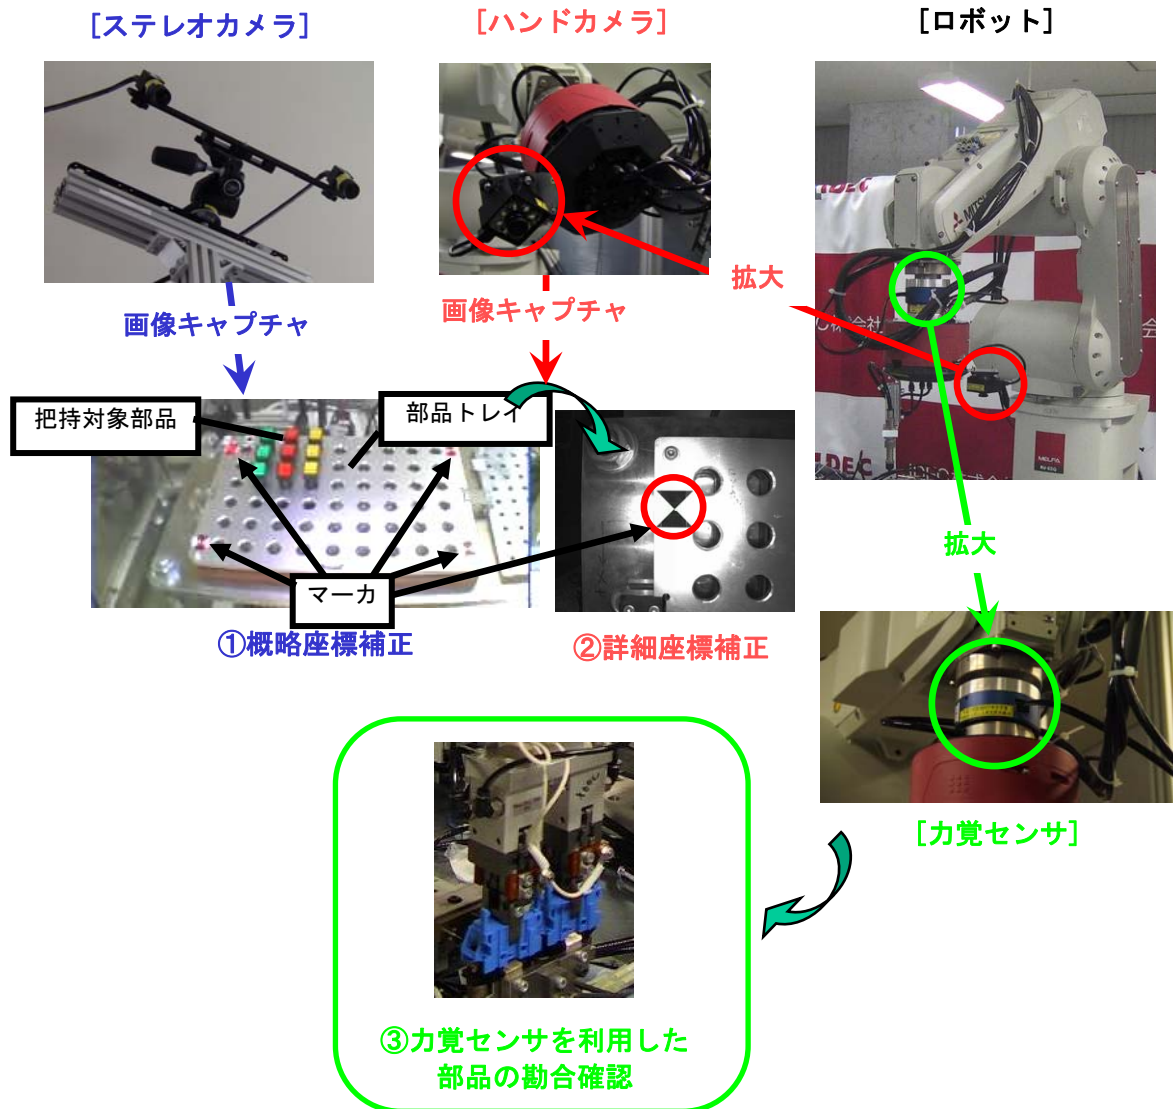 [ステレオカメラ]
[ハンドカメラ]
[ロボット]
画像キャプチャ
画像キャプチャ
拡大
把持対象部品
部品トレイ
マーカ
①概略座標補正
②詳細座標補正
拡大
[力覚センサ]
③力覚センサを利用した
部品の勘合確認
IDEC
MELFA